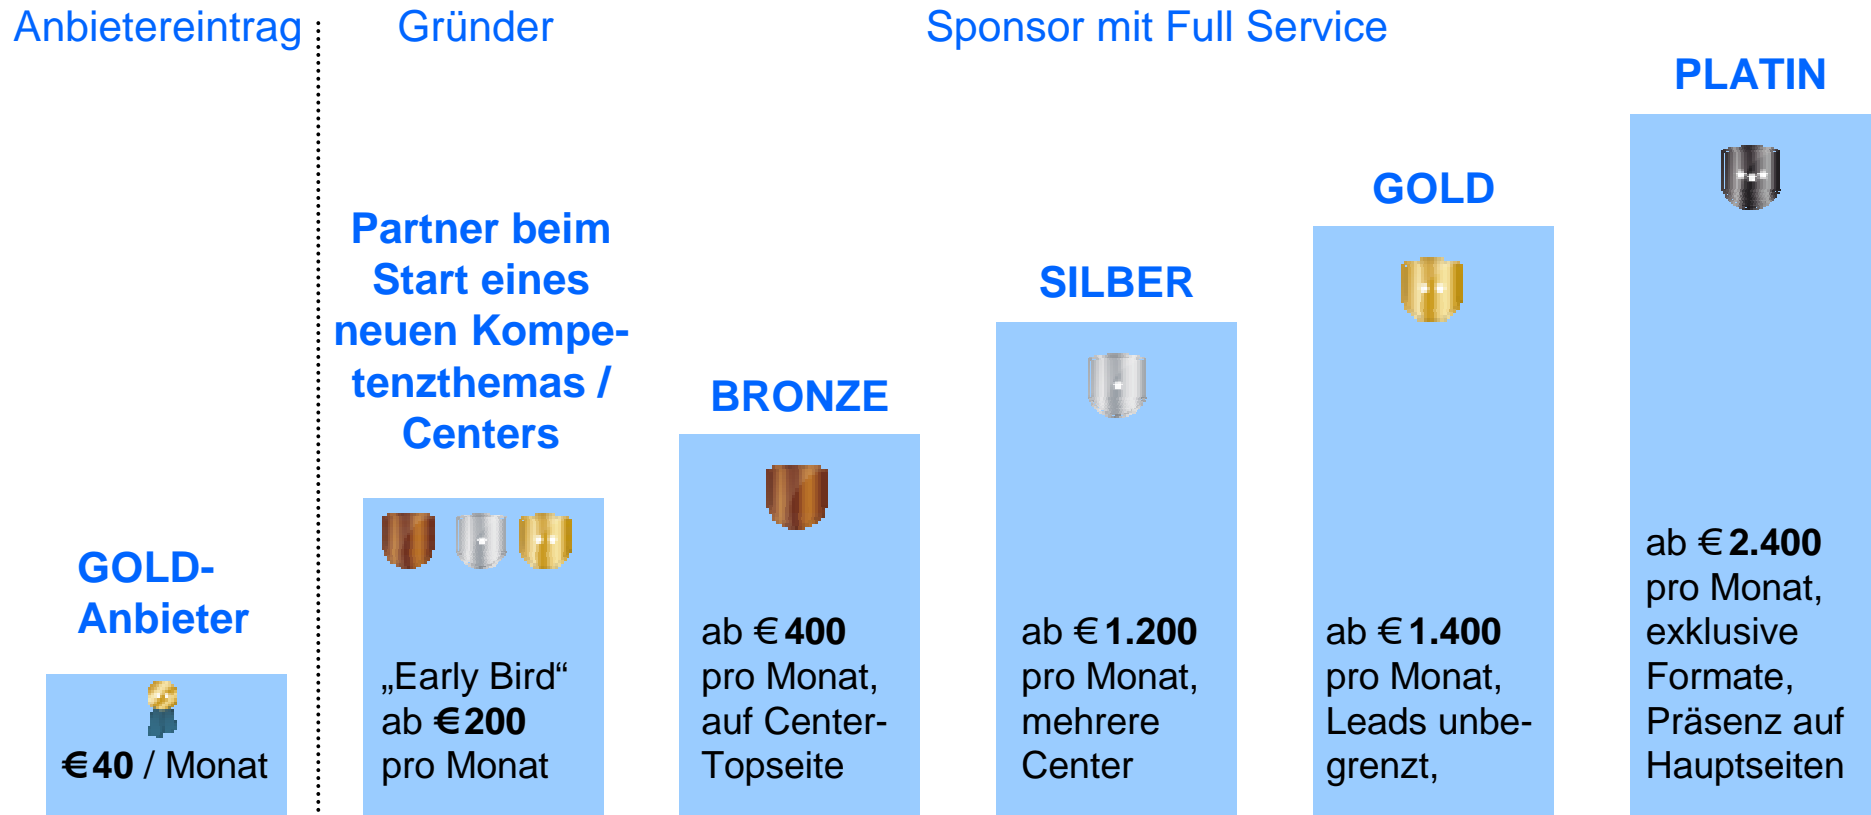 Anbietereintrag
Gründer
Sponsor mit Full Service
GOLD-
Anbieter
€ 40 / Monat
Partner beim
Start eines
neuen Kompe-
tenzthemas /
Centers
„Early Bird“
ab € 200
pro Monat
BRONZE
ab € 400
pro Monat,
auf Center-
Topseite
SILBER
ab € 1.200
pro Monat,
mehrere
Center
GOLD
ab € 1.400
pro Monat,
Leads unbe-
grenzt,
PLATIN
ab € 2.400
pro Monat,
exklusive
Formate,
Präsenz auf
Hauptseiten